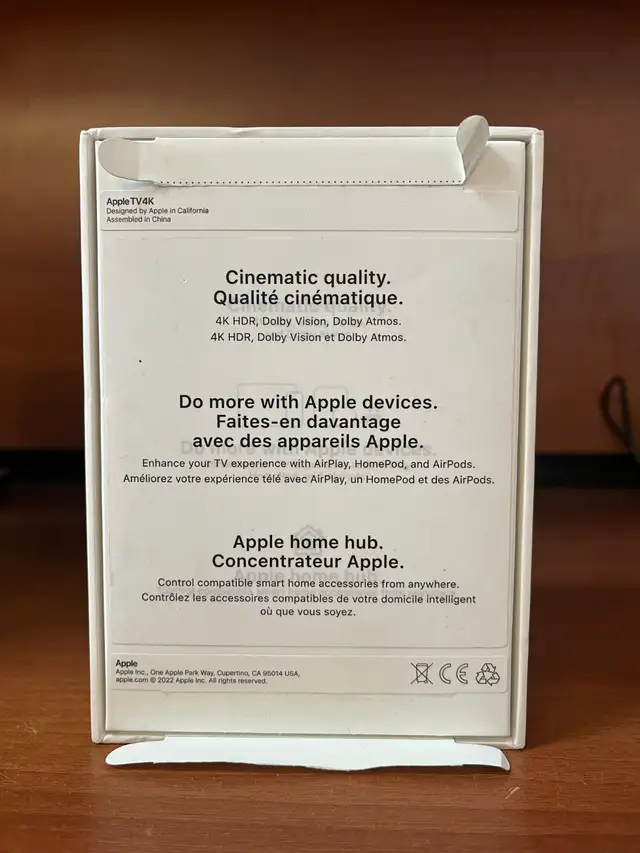 Apple TV 4K
Designed by Apple in California
Assembled in China
Cinematic quality.
Qualité cinématique.
4K HDR, Dolby Vision, Dolby Atmos.
4K HDR, Dolby Vision et Dolby Atmos.
Do more with Apple devices.
Faites-en davantage
avec des appareils Apple.
Enhance your TV experience with AirPlay, HomePod, and AirPods.
Améliorez votre expérience télé avec AirPlay, un HomePod et des AirPods.
Apple home hub.
Concentrateur Apple.
Control compatible smart home accessories from anywhere.
Contrôlez les accessoires compatibles de votre domicile intelligent
où que vous soyez.
Apple
Apple Inc., One Apple Park Way, Cupertino, CA 95014 USA,
apple.com © 2022 Apple Inc. All rights reserved.
CE